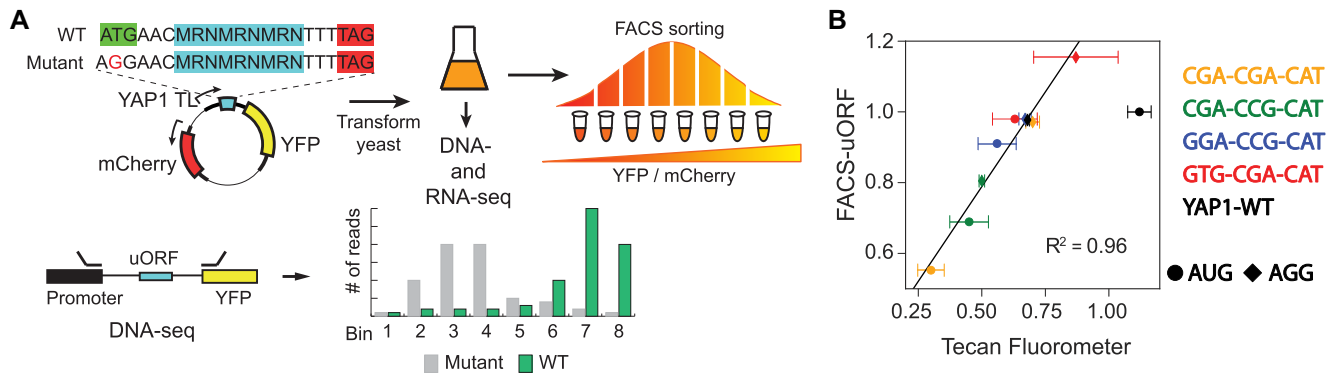 A
WT ATGAACMRNMRNMRNTTTTAG
Mutant AGGAACMRNMRNMRNTTTTAG
YAP1 TL
mCherry
YFP
Transform
yeast
DNA-
and
RNA-seq
FACS sorting
YFP / mCherry
Promoter
uORF
YFP
DNA-seq
# of reads
Bin 1 2 3 4 5 6 7 8
Mutant WT
B
FACS-uORF
1.2
1.0
0.8
0.6
R² = 0.96
0.25 0.50 0.75 1.00
Tecan Fluorometer
CGA-CGA-CAT
CGA-CCG-CAT
GGA-CCG-CAT
GTG-CGA-CAT
YAP1-WT
AUG AGG